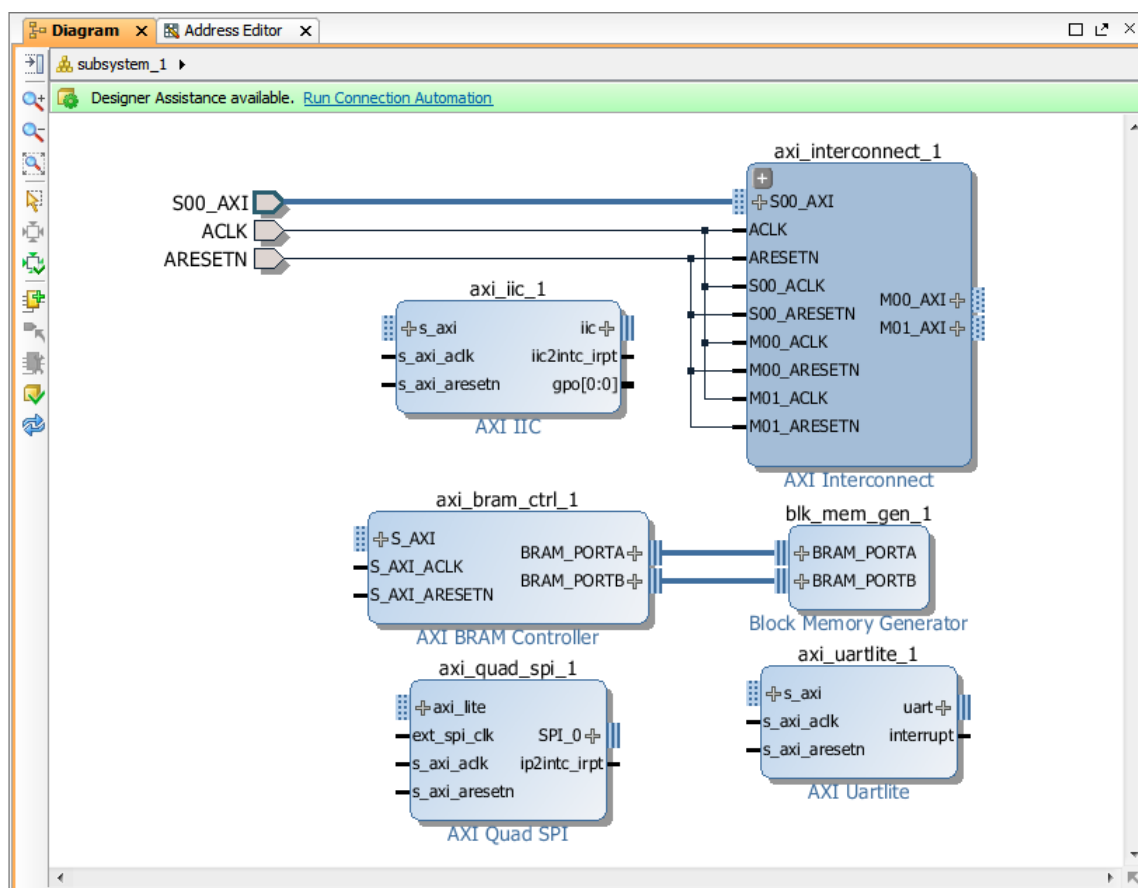 Diagram
Address Editor
subsystem_1
Designer Assistance available. Run Connection Automation
axi_interconnect_1
S00_AXI
ACLK
ARESETN
S00_AXI
ACLK
ARESETN
S00_ACLK
S00_ARESETN
M00_ACLK
M00_ARESETN
M01_ACLK
M01_ARESETN
M00_AXI
M01_AXI
AXI Interconnect
axi_iic_1
s_axi
s_axi_aclk
s_axi_aresetn
iic
iic2intc_irpt
gpo[0:0]
AXI IIC
axi_bram_ctrl_1
S_AXI
S_AXI_ACLK
S_AXI_ARESETN
BRAM_PORTA
BRAM_PORTB
AXI BRAM Controller
blk_mem_gen_1
BRAM_PORTA
BRAM_PORTB
Block Memory Generator
axi_quad_spi_1
axi_lite
ext_spi_clk
s_axi_aclk
s_axi_aresetn
SPI_0
ip2intc_irpt
AXI Quad SPI
axi_uartlite_1
s_axi
s_axi_aclk
s_axi_aresetn
uart
interrupt
AXI Uartlite